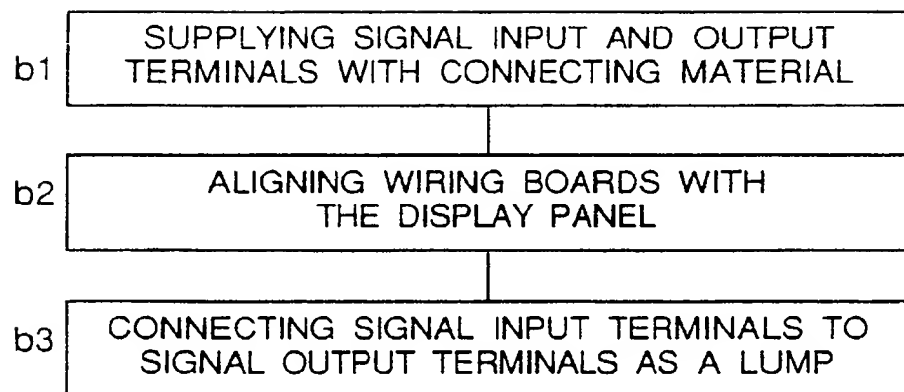 b1
SUPPLYING SIGNAL INPUT AND OUTPUT
TERMINALS WITH CONNECTING MATERIAL
b2
ALIGNING WIRING BOARDS WITH
THE DISPLAY PANEL
b3
CONNECTING SIGNAL INPUT TERMINALS TO
SIGNAL OUTPUT TERMINALS AS A LUMP